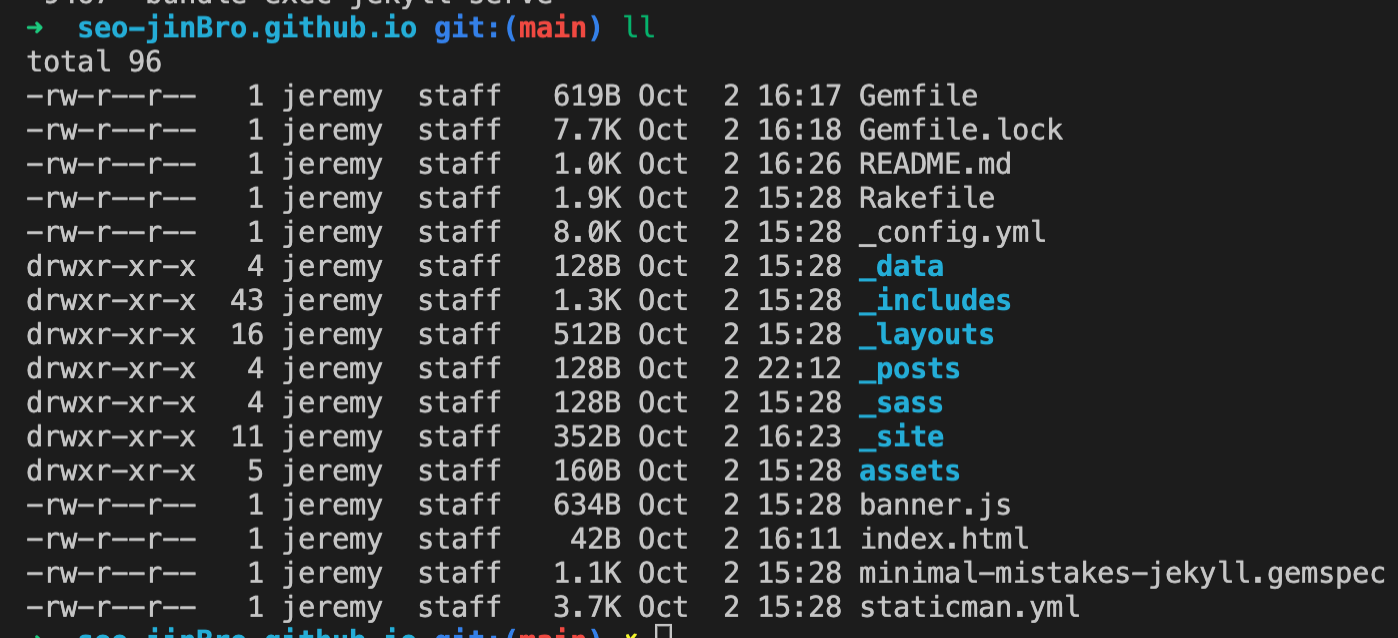 ➜  seo-jinBro.github.io git:(main) ll
total 96
-rw-r--r--   1 jeremy  staff   619B Oct  2 16:17 Gemfile
-rw-r--r--   1 jeremy  staff   7.7K Oct  2 16:18 Gemfile.lock
-rw-r--r--   1 jeremy  staff   1.0K Oct  2 16:26 README.md
-rw-r--r--   1 jeremy  staff   1.9K Oct  2 15:28 Rakefile
-rw-r--r--   1 jeremy  staff   8.0K Oct  2 15:28 _config.yml
drwxr-xr-x   4 jeremy  staff   128B Oct  2 15:28 _data
drwxr-xr-x  43 jeremy  staff   1.3K Oct  2 15:28 _includes
drwxr-xr-x  16 jeremy  staff   512B Oct  2 15:28 _layouts
drwxr-xr-x   4 jeremy  staff   128B Oct  2 22:12 _posts
drwxr-xr-x   4 jeremy  staff   128B Oct  2 15:28 _sass
drwxr-xr-x  11 jeremy  staff   352B Oct  2 16:23 _site
drwxr-xr-x   5 jeremy  staff   160B Oct  2 15:28 assets
-rw-r--r--   1 jeremy  staff   634B Oct  2 15:28 banner.js
-rw-r--r--   1 jeremy  staff    42B Oct  2 16:11 index.html
-rw-r--r--   1 jeremy  staff   1.1K Oct  2 15:28 minimal-mistakes-jekyll.gemspec
-rw-r--r--   1 jeremy  staff   3.7K Oct  2 15:28 staticman.yml
➜  seo-jinBro.github.io git:(main) ✗